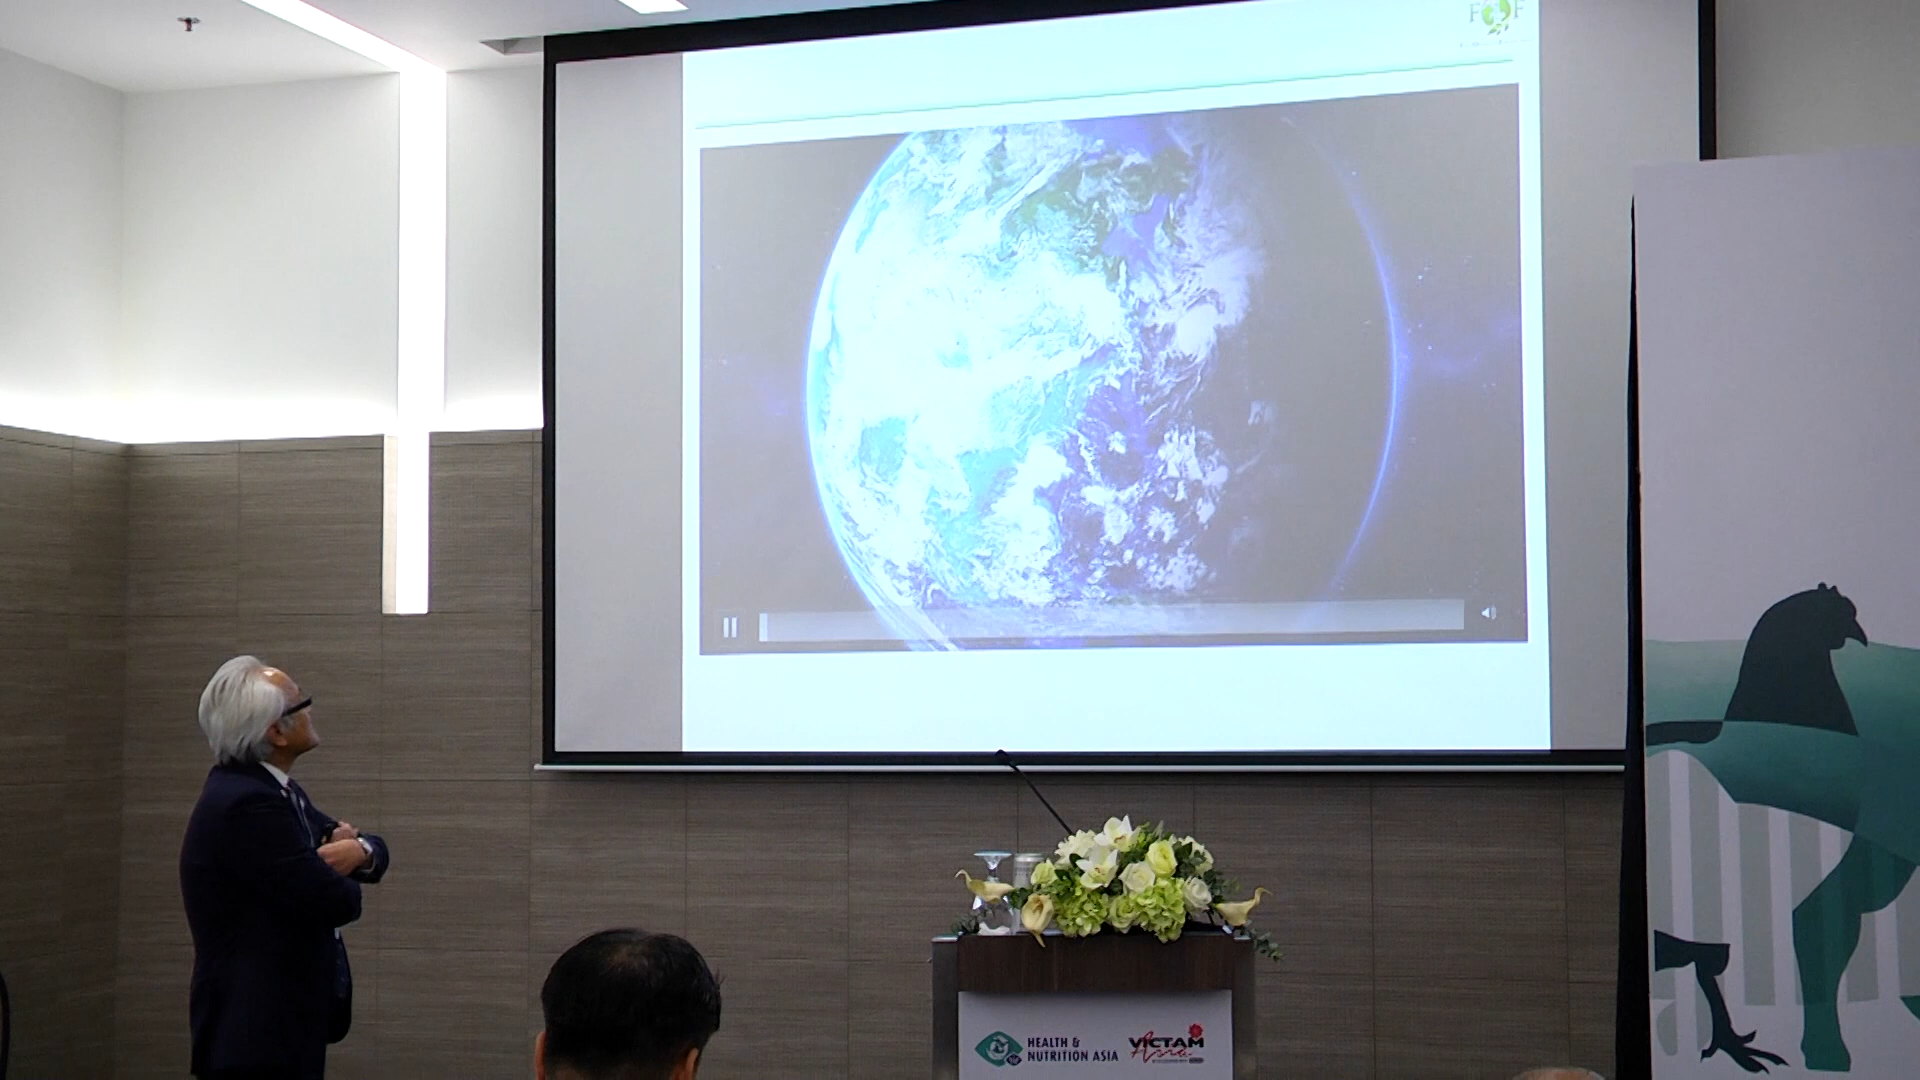 F F
HEALTH &
NUTRITION ASIA
VICTAM
Asia